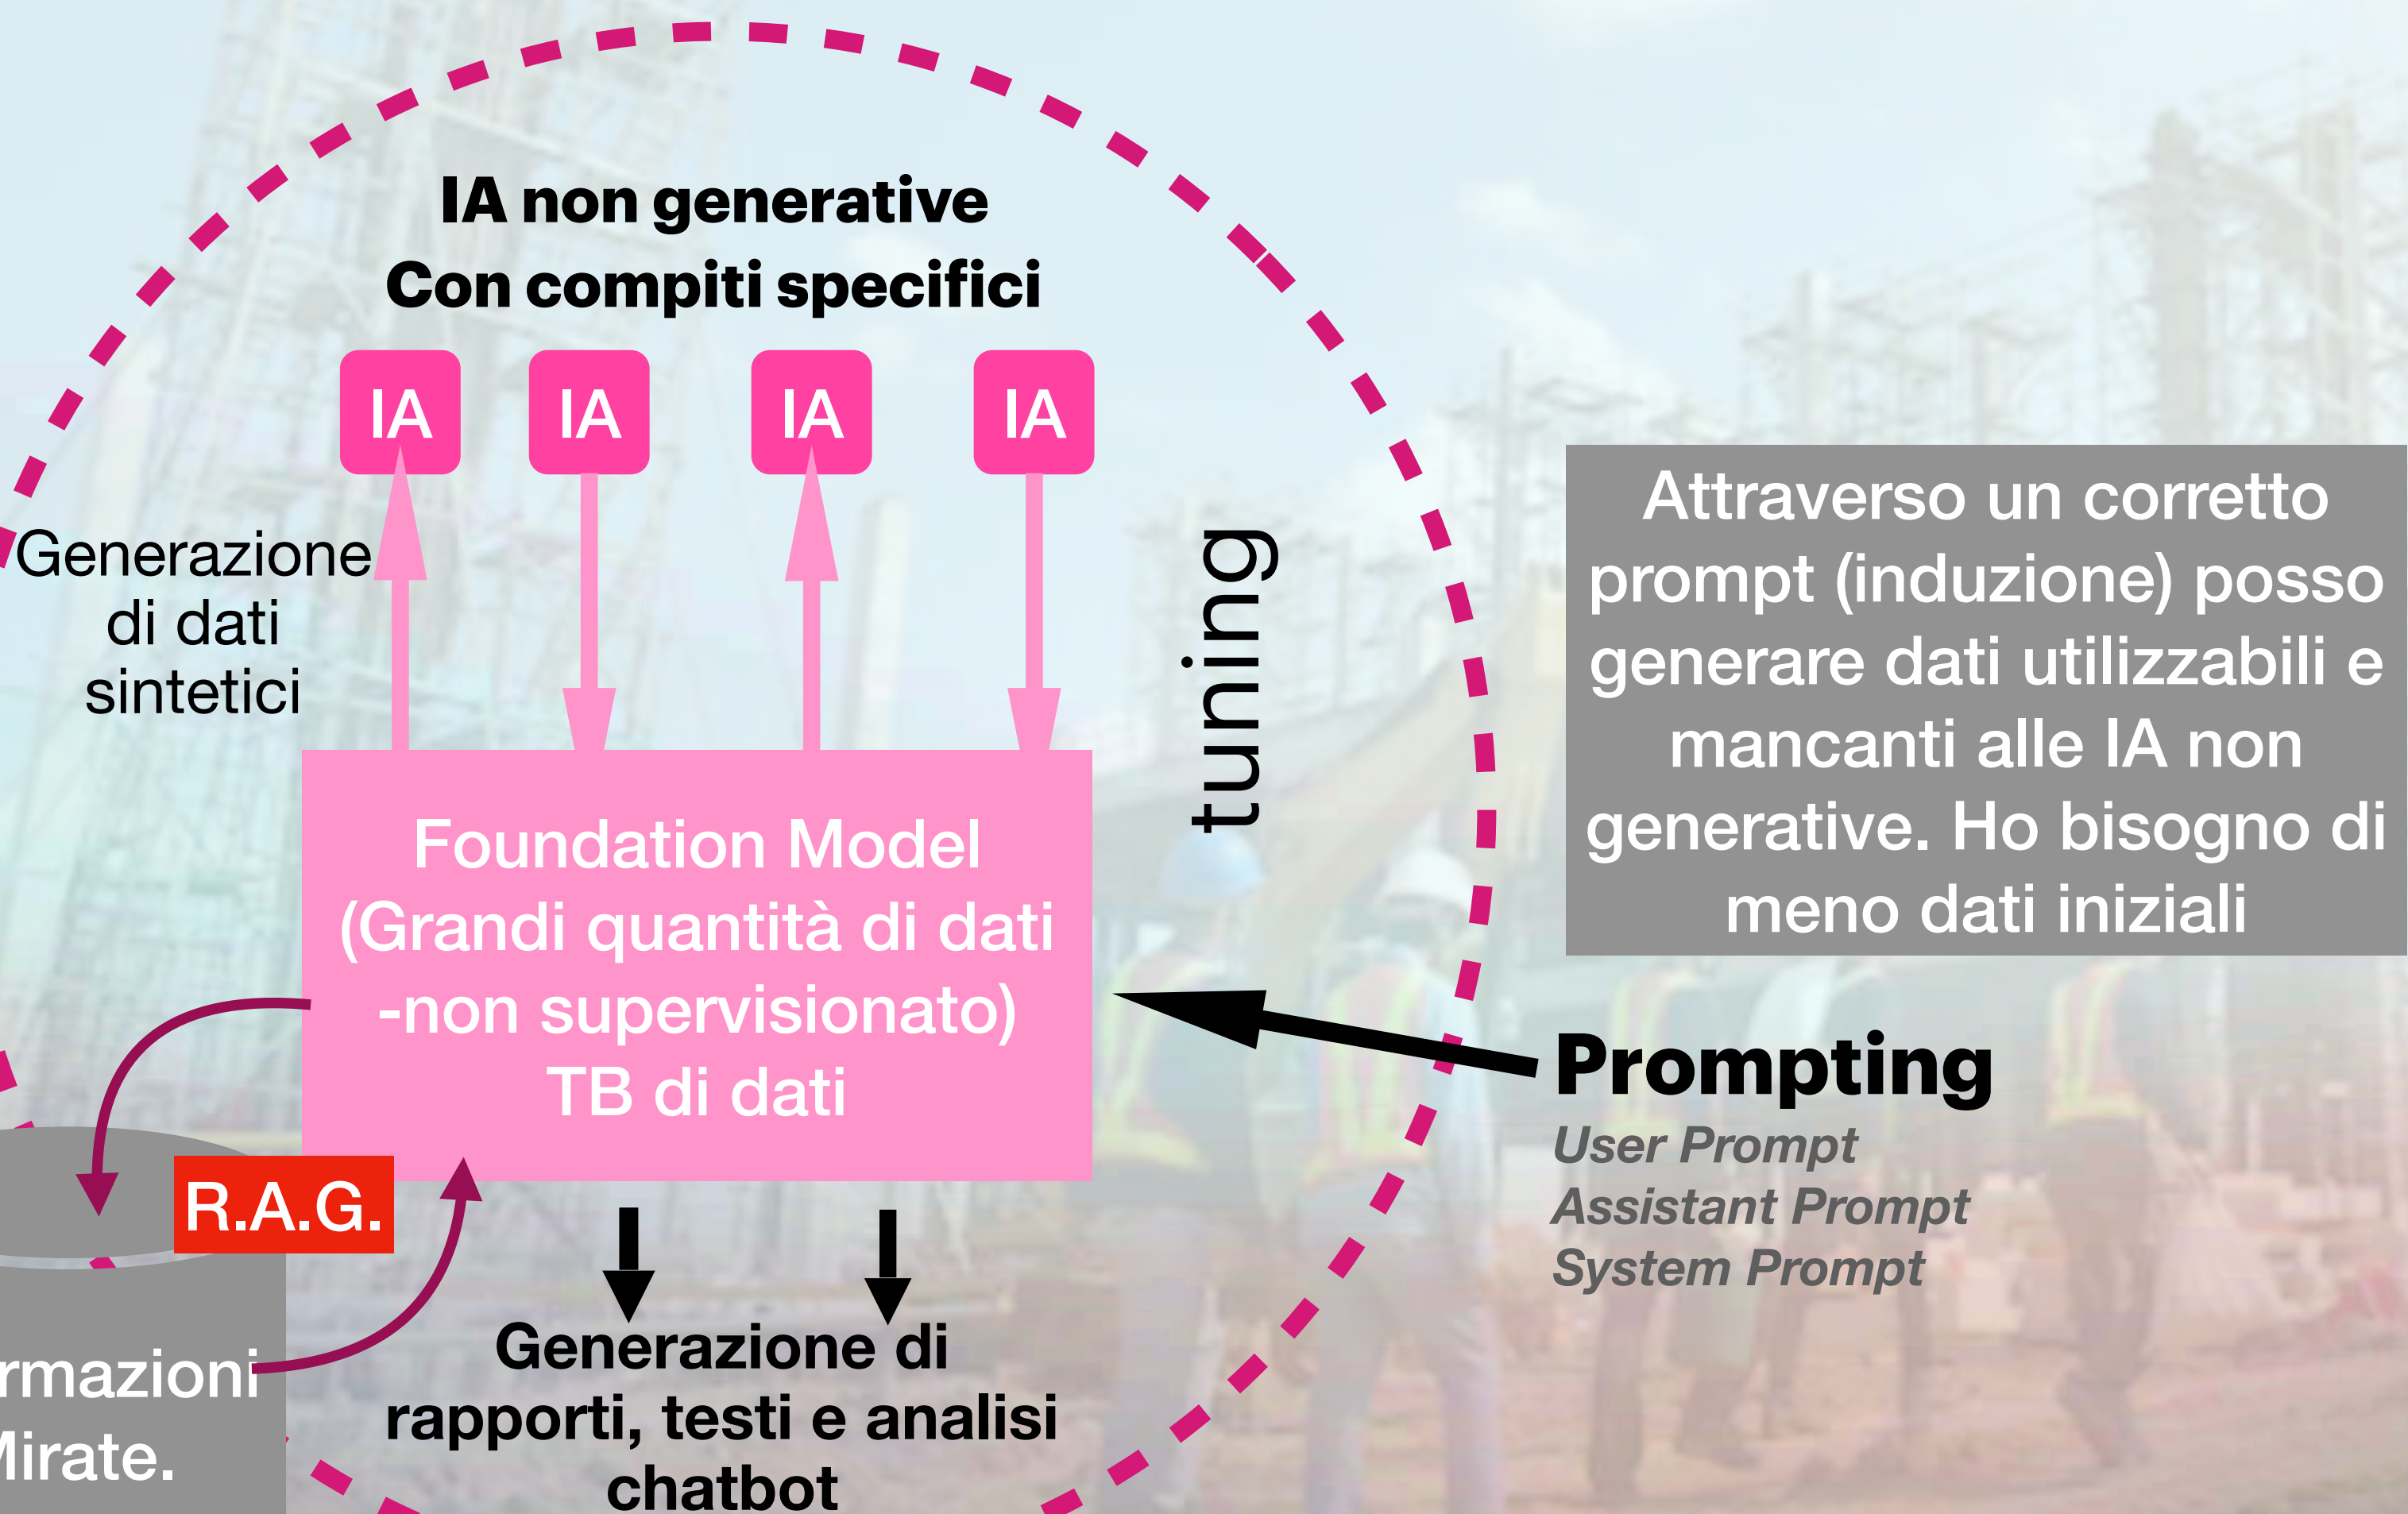 IA non generative
Con compiti specifici
IA
IA
IA
IA
Generazione
di dati
sintetici
tuning
Attraverso un corretto
prompt (induzione) posso
generare dati utilizzabili e
mancanti alle IA non
generative. Ho bisogno di
meno dati iniziali
Foundation Model
(Grandi quantità di dati
-non supervisionato)
TB di dati
Prompting
User Prompt
Assistant Prompt
System Prompt
R.A.G.
rmazioni
Mirate.
Generazione di
rapporti, testi e analisi
chatbot